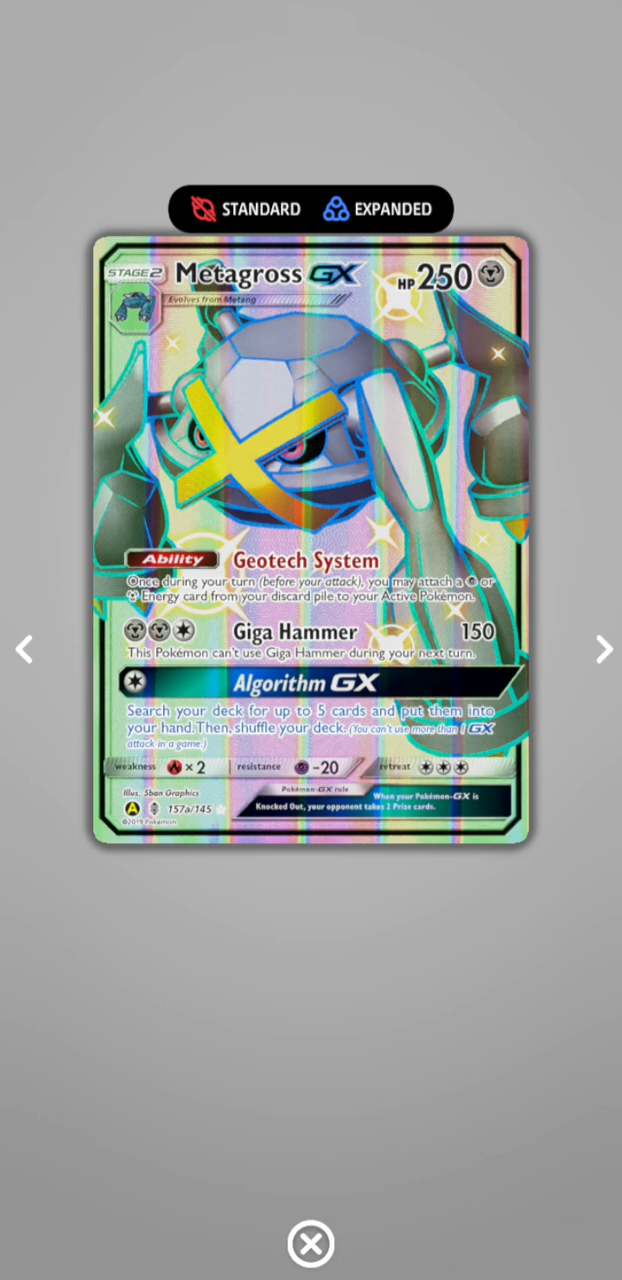 STANDARD EXPANDED
STAGE 2 Metagross GX HP 250
Evolves from Metang
Ability Geotech System
Once during your turn (before your attack), you may attach a or
Energy card from your discard pile to your Active Pokémon.
Giga Hammer 150
This Pokémon can't use Giga Hammer during your next turn.
Algorithm GX
Search your deck for up to 5 cards and put them into
your hand. Then, shuffle your deck. (You can't use more than 1 GX
attack in a game.)
weakness ×2 resistance -20 retreat
Illus. 5ban Graphics
Pokémon-GX rule
When your Pokémon-GX is
Knocked Out, your opponent takes 2 Prize cards.
A 157a/145
©2019 Pokémon